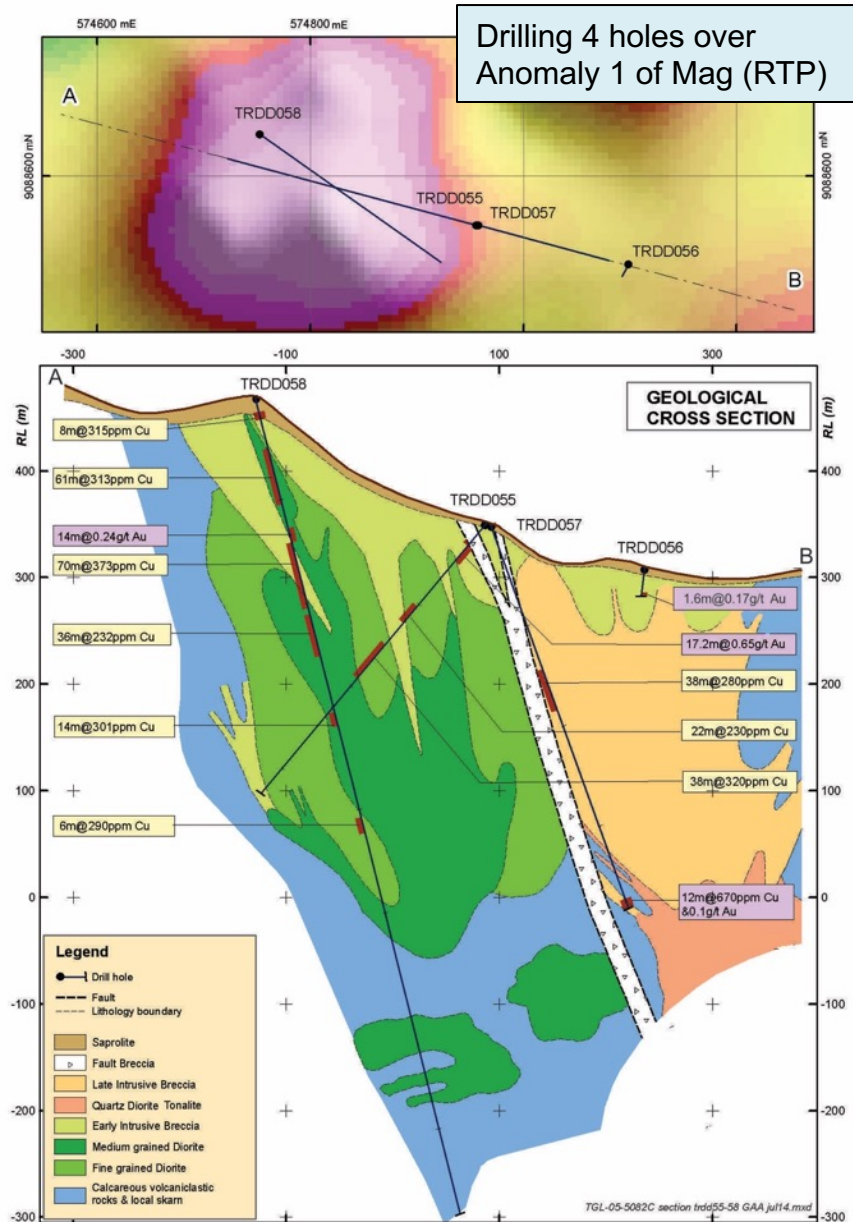 Drilling 4 holes over
Anomaly 1 of Mag (RTP)
574600 mE
574800 mE
9088600 mN
9088600 mN
A
TRDD058
TRDD055
TRDD057
TRDD056
B
-300
-100
100
300
A
TRDD058
GEOLOGICAL
CROSS SECTION
RL (m)
RL (m)
8m@315ppm Cu
400
400
61m@313ppm Cu
TRDD055
TRDD057
14m@0.24g/t Au
TRDD056
B
70m@373ppm Cu
300
300
1.6m@0.17g/t Au
36m@232ppm Cu
17.2m@0.65g/t Au
200
200
38m@280ppm Cu
14m@301ppm Cu
22m@230ppm Cu
38m@320ppm Cu
100
100
6m@290ppm Cu
0
0
12m@670ppm Cu
&0.1g/t Au
Legend
Drill hole
Fault
Lithology boundary
-100
-100
Saprolite
Fault Breccia
Late Intrusive Breccia
Quartz Diorite Tonalite
-200
-200
Early Intrusive Breccia
Medium grained Diorite
Fine grained Diorite
Calcareous volcaniclastic
rocks & local skarn
TGL-05-5082C section trdd55-58 GAA jul14.mxd
-300
-300